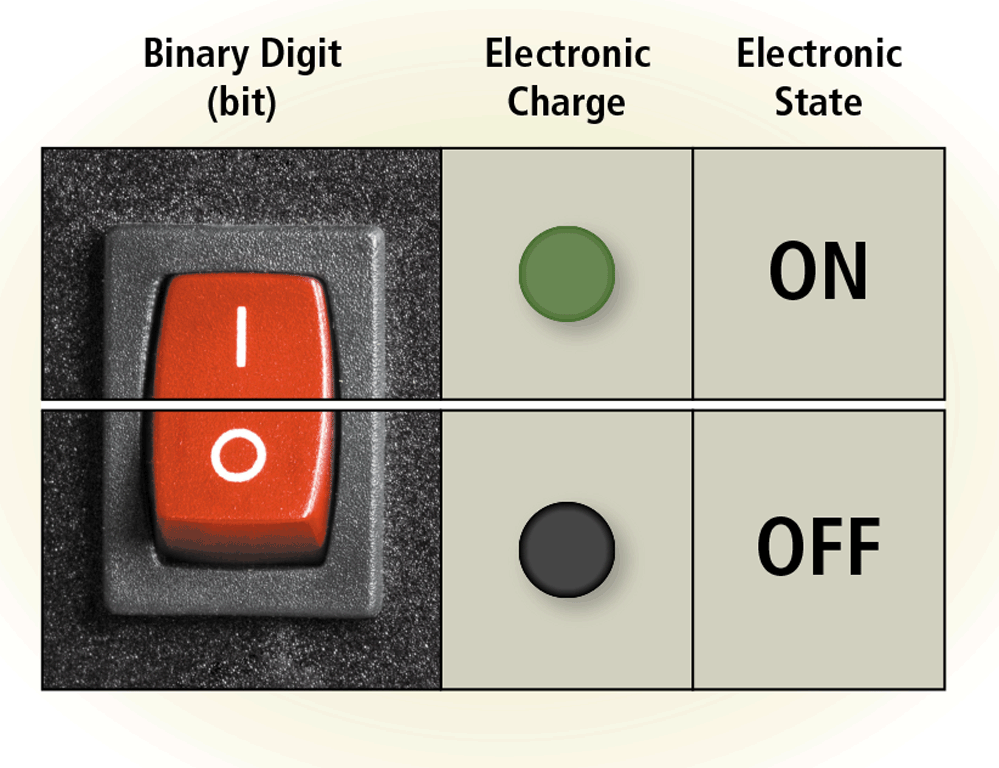 Binary Digit
(bit)
Electronic
Charge
Electronic
State
I
ON
O
OFF